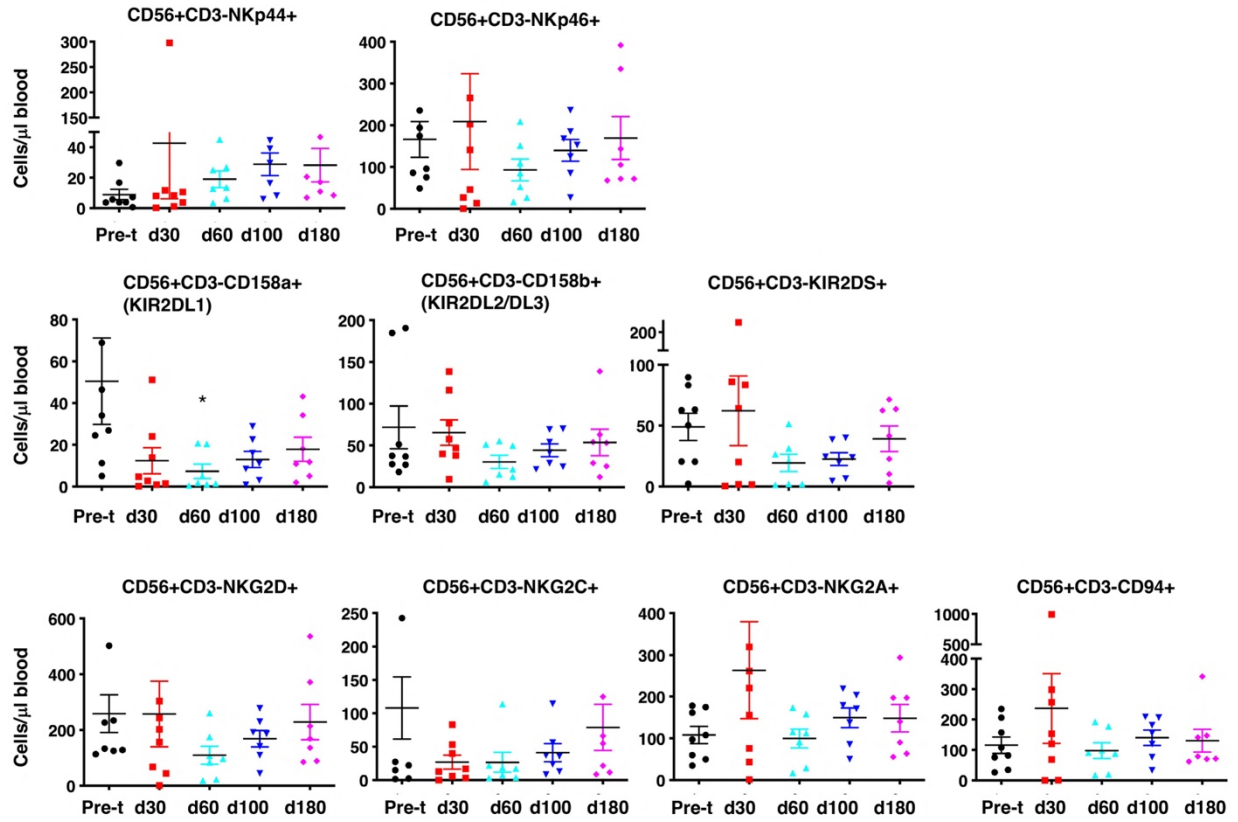 CD56+CD3-NKp44+
CD56+CD3-NKp46+
Cells/µl blood
300
250
200
150
40
20
0
Pre-t d30 d60 d100 d180
400
300
200
100
0
Pre-t d30 d60 d100 d180
CD56+CD3-CD158a+
(KIR2DL1)
CD56+CD3-CD158b+
(KIR2DL2/DL3)
CD56+CD3-KIR2DS+
Cells/µl blood
80
60
40
20
0
*
Pre-t d30 d60 d100 d180
200
150
100
50
0
Pre-t d30 d60 d100 d180
200
100
50
0
Pre-t d30 d60 d100 d180
CD56+CD3-NKG2D+
CD56+CD3-NKG2C+
CD56+CD3-NKG2A+
CD56+CD3-CD94+
Cells/µl blood
600
400
200
0
Pre-t d30 d60 d100 d180
250
200
150
100
50
0
Pre-t d30 d60 d100 d180
400
300
200
100
0
Pre-t d30 d60 d100 d180
1000
500
400
300
200
100
0
Pre-t d30 d60 d100 d180